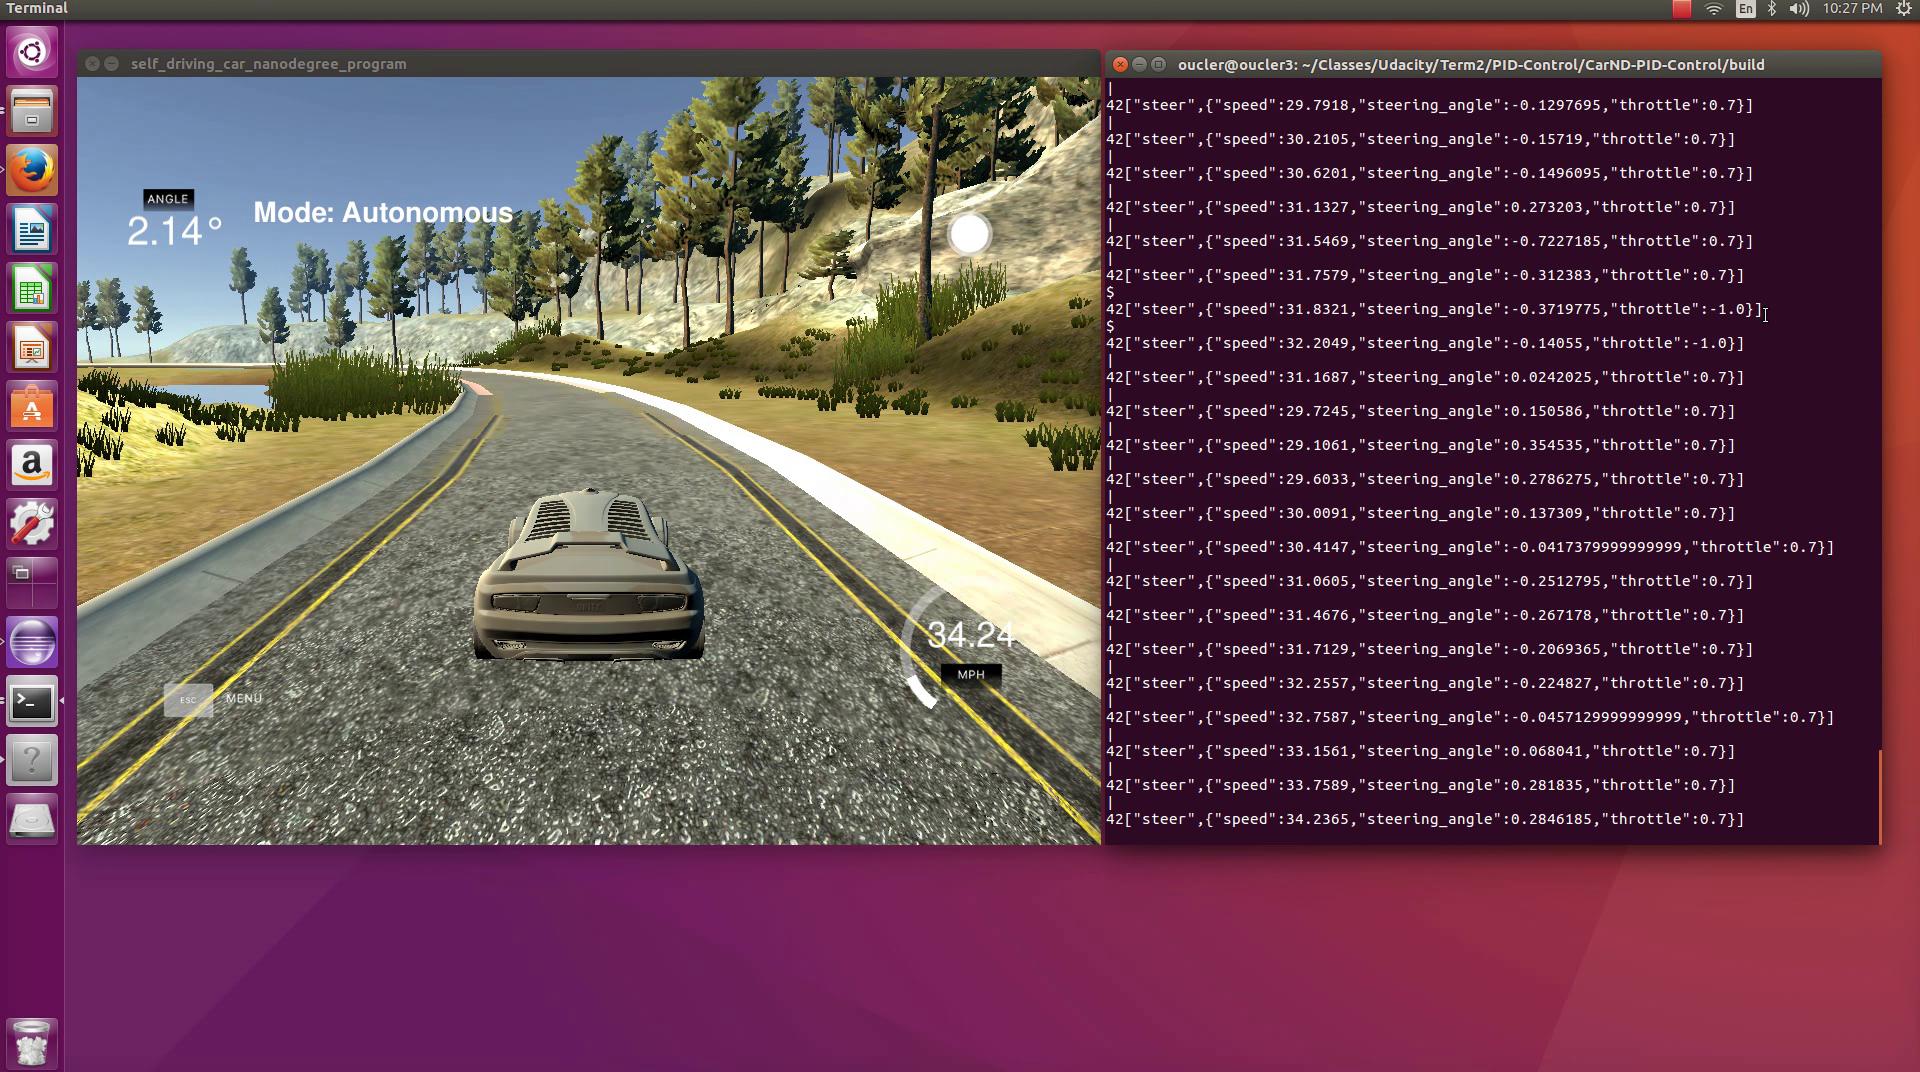 Terminal
En
10:27 PM
self_driving_car_nanodegree_program
ANGLE
2.14°
Mode: Autonomous
34.24
MPH
ESC
MENU
oucler@oucler3: ~/Classes/Udacity/Term2/PID-Control/CarND-PID-Control/build
|
42["steer",{"speed":29.7918,"steering_angle":-0.1297695,"throttle":0.7}]
|
42["steer",{"speed":30.2105,"steering_angle":-0.15719,"throttle":0.7}]
|
42["steer",{"speed":30.6201,"steering_angle":-0.1496095,"throttle":0.7}]
|
42["steer",{"speed":31.1327,"steering_angle":0.273203,"throttle":0.7}]
|
42["steer",{"speed":31.5469,"steering_angle":-0.7227185,"throttle":0.7}]
|
42["steer",{"speed":31.7579,"steering_angle":-0.312383,"throttle":0.7}]
$
42["steer",{"speed":31.8321,"steering_angle":-0.3719775,"throttle":-1.0}]
$
42["steer",{"speed":32.2049,"steering_angle":-0.14055,"throttle":-1.0}]
|
42["steer",{"speed":31.1687,"steering_angle":0.0242025,"throttle":0.7}]
|
42["steer",{"speed":29.7245,"steering_angle":0.150586,"throttle":0.7}]
|
42["steer",{"speed":29.1061,"steering_angle":0.354535,"throttle":0.7}]
|
42["steer",{"speed":29.6033,"steering_angle":0.2786275,"throttle":0.7}]
|
42["steer",{"speed":30.0091,"steering_angle":0.137309,"throttle":0.7}]
|
42["steer",{"speed":30.4147,"steering_angle":-0.0417379999999999,"throttle":0.7}]
|
42["steer",{"speed":31.0605,"steering_angle":-0.2512795,"throttle":0.7}]
|
42["steer",{"speed":31.4676,"steering_angle":-0.267178,"throttle":0.7}]
|
42["steer",{"speed":31.7129,"steering_angle":-0.2069365,"throttle":0.7}]
|
42["steer",{"speed":32.2557,"steering_angle":-0.224827,"throttle":0.7}]
|
42["steer",{"speed":32.7587,"steering_angle":-0.0457129999999999,"throttle":0.7}]
|
42["steer",{"speed":33.1561,"steering_angle":0.068041,"throttle":0.7}]
|
42["steer",{"speed":33.7589,"steering_angle":0.281835,"throttle":0.7}]
|
42["steer",{"speed":34.2365,"steering_angle":0.2846185,"throttle":0.7}]